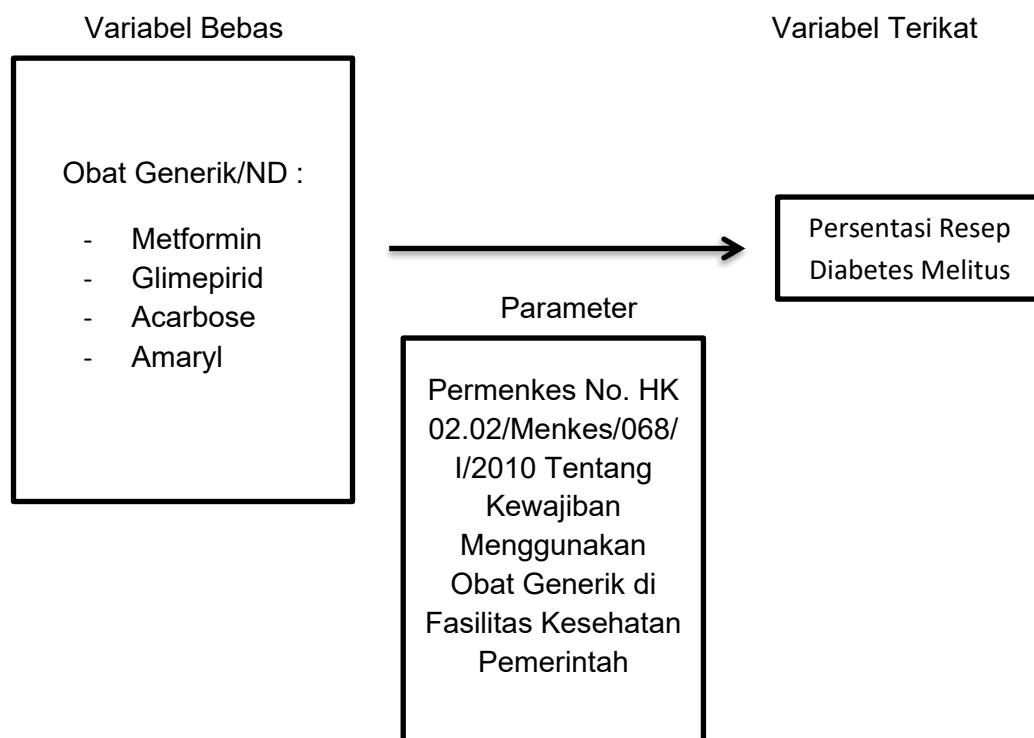 Variabel Bebas
Variabel Terikat
Obat Generik/ND :
- Metformin
- Glimepirid
- Acarbose
- Amaryl
Persentasi Resep
Diabetes Melitus
Parameter
Permenkes No. HK
02.02/Menkes/068/
I/2010 Tentang
Kewajiban
Menggunakan
Obat Generik di
Fasilitas Kesehatan
Pemerintah